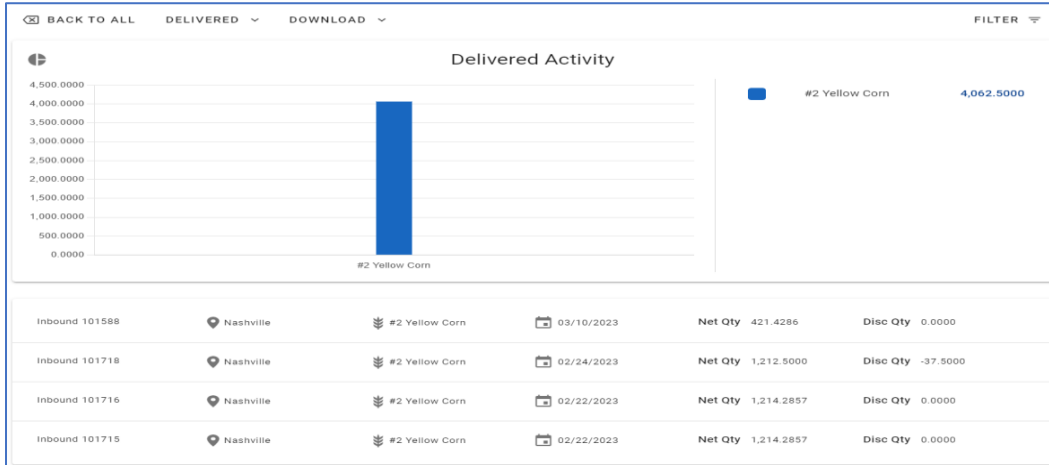 BACK TO ALL DELIVERED DOWNLOAD FILTER
Delivered Activity
4,500.0000
4,000.0000
3,500.0000
3,000.0000
2,500.0000
2,000.0000
1,500.0000
1,000.0000
500.0000
0.0000
#2 Yellow Corn
#2 Yellow Corn 4,062.5000
Inbound 101588 Nashville #2 Yellow Corn 03/10/2023 Net Qty 421.4286 Disc Qty 0.0000
Inbound 101718 Nashville #2 Yellow Corn 02/24/2023 Net Qty 1,212.5000 Disc Qty -37.5000
Inbound 101716 Nashville #2 Yellow Corn 02/22/2023 Net Qty 1,214.2857 Disc Qty 0.0000
Inbound 101715 Nashville #2 Yellow Corn 02/22/2023 Net Qty 1,214.2857 Disc Qty 0.0000